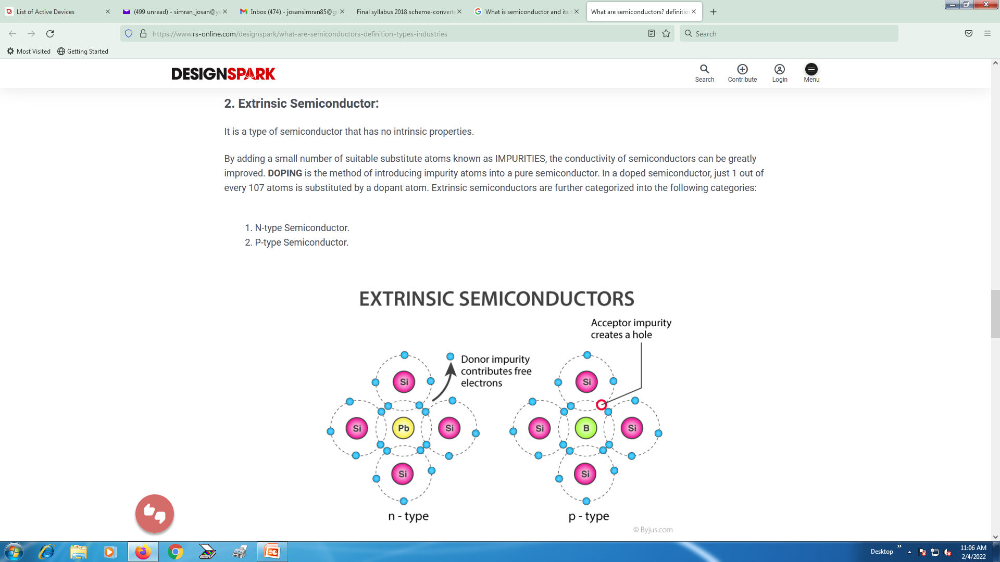 List of Active Devices
(499 unread) - simran_josan@ya
Inbox (474) - josansimran85@g
Final syllabus 2018 scheme-converte
What is semiconductor and its t
What are semiconductors? definitio
https://www.rs-online.com/designspark/what-are-semiconductors-definition-types-industries
Search
Most Visited
Getting Started
DESIGNSPARK
Search
Contribute
Login
Menu
2. Extrinsic Semiconductor:
It is a type of semiconductor that has no intrinsic properties.
By adding a small number of suitable substitute atoms known as IMPURITIES, the conductivity of semiconductors can be greatly
improved. DOPING is the method of introducing impurity atoms into a pure semiconductor. In a doped semiconductor, just 1 out of
every 107 atoms is substituted by a dopant atom. Extrinsic semiconductors are further categorized into the following categories:
1. N-type Semiconductor.
2. P-type Semiconductor.
EXTRINSIC SEMICONDUCTORS
Acceptor impurity
creates a hole
Donor impurity
contributes free
electrons
Si
Si
Si
Pb
Si
Si
B
Si
Si
Si
n - type
p - type
© Byjus.com
Desktop
11:06 AM
2/4/2022